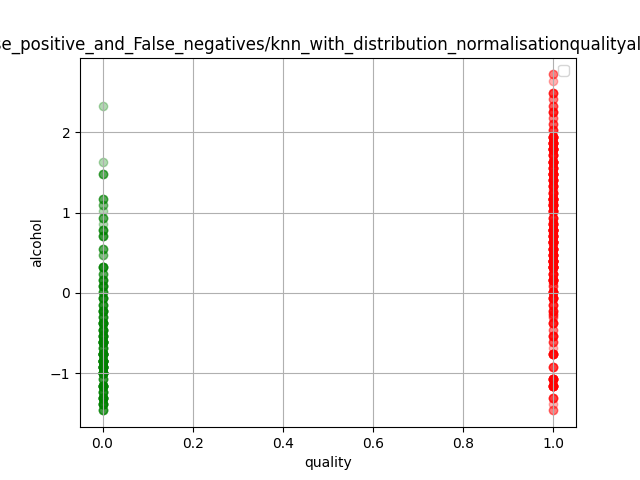 se_positive_and_False_negatives/knn_with_distribution_normalisationqualityal
2
1
0
−1
alcohol
0.0 0.2 0.4 0.6 0.8 1.0
quality